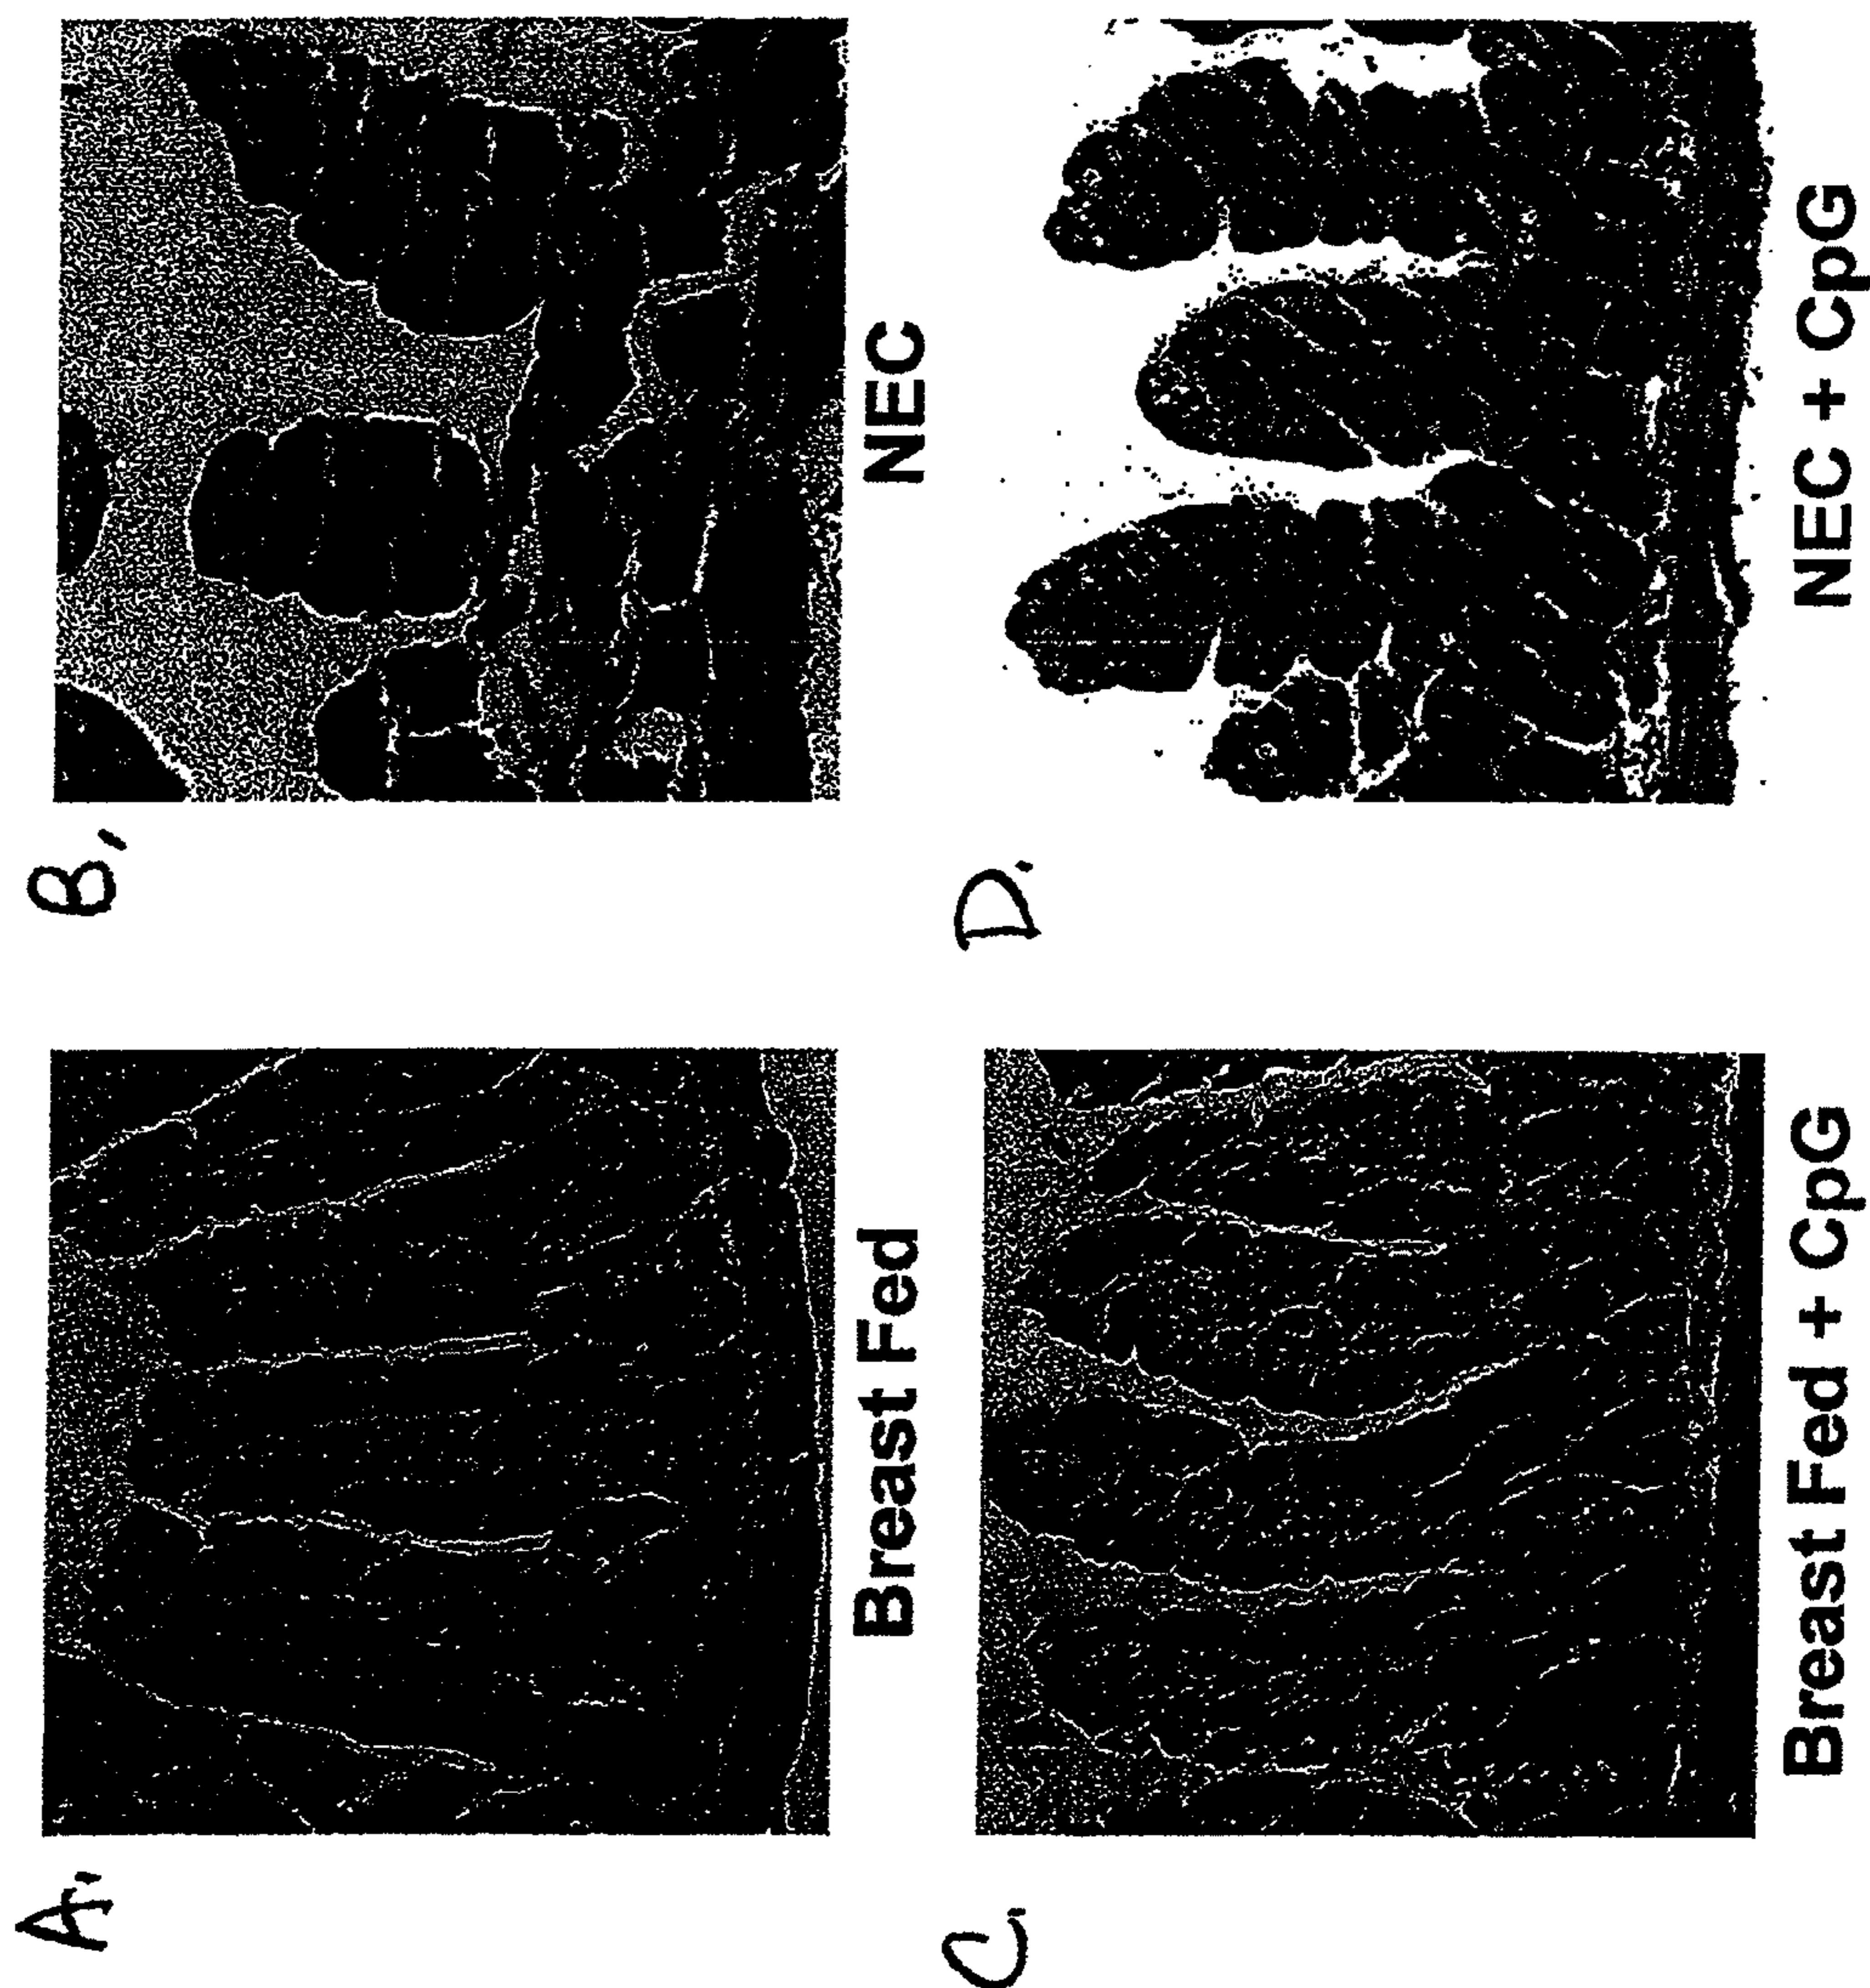 A.
Breast Fed
B.
NEC
C.
Breast Fed + CpG
D.
NEC + CpG